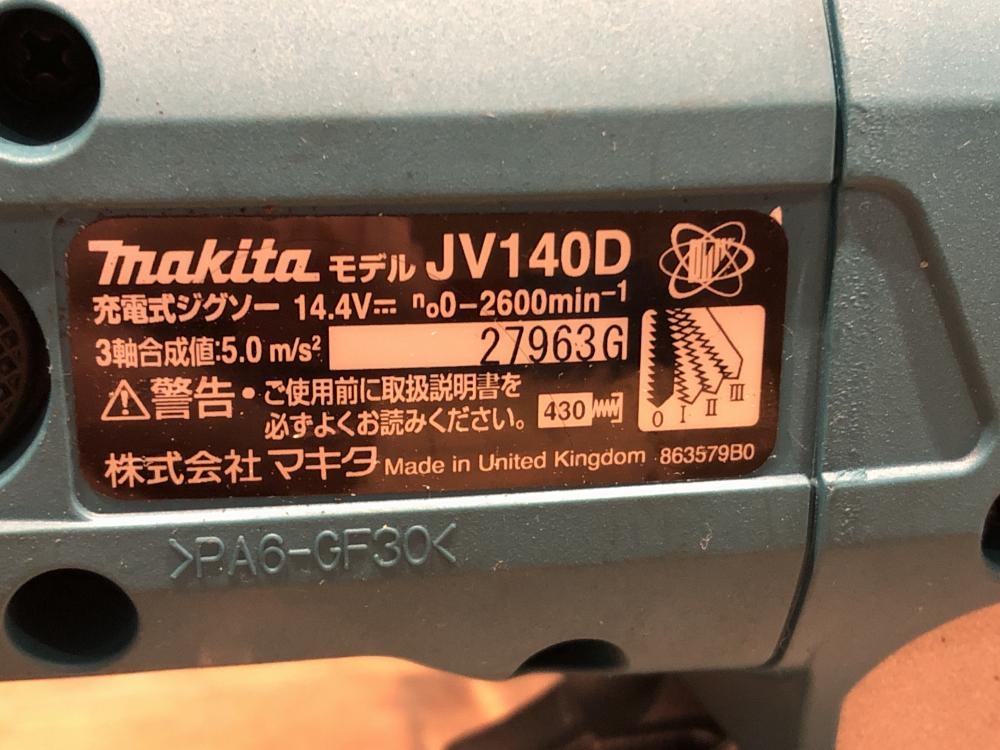 makita モデル JV140D
充電式ジグソー 14.4V⎓ n₀0-2600min⁻¹
3軸合成値:5.0 m/s² 27963G
⚠警告・ご使用前に取扱説明書を
必ずよくお読みください。 430
0 I II III
株式会社マキタ Made in United Kingdom 863579B0
>PA6-GF30<